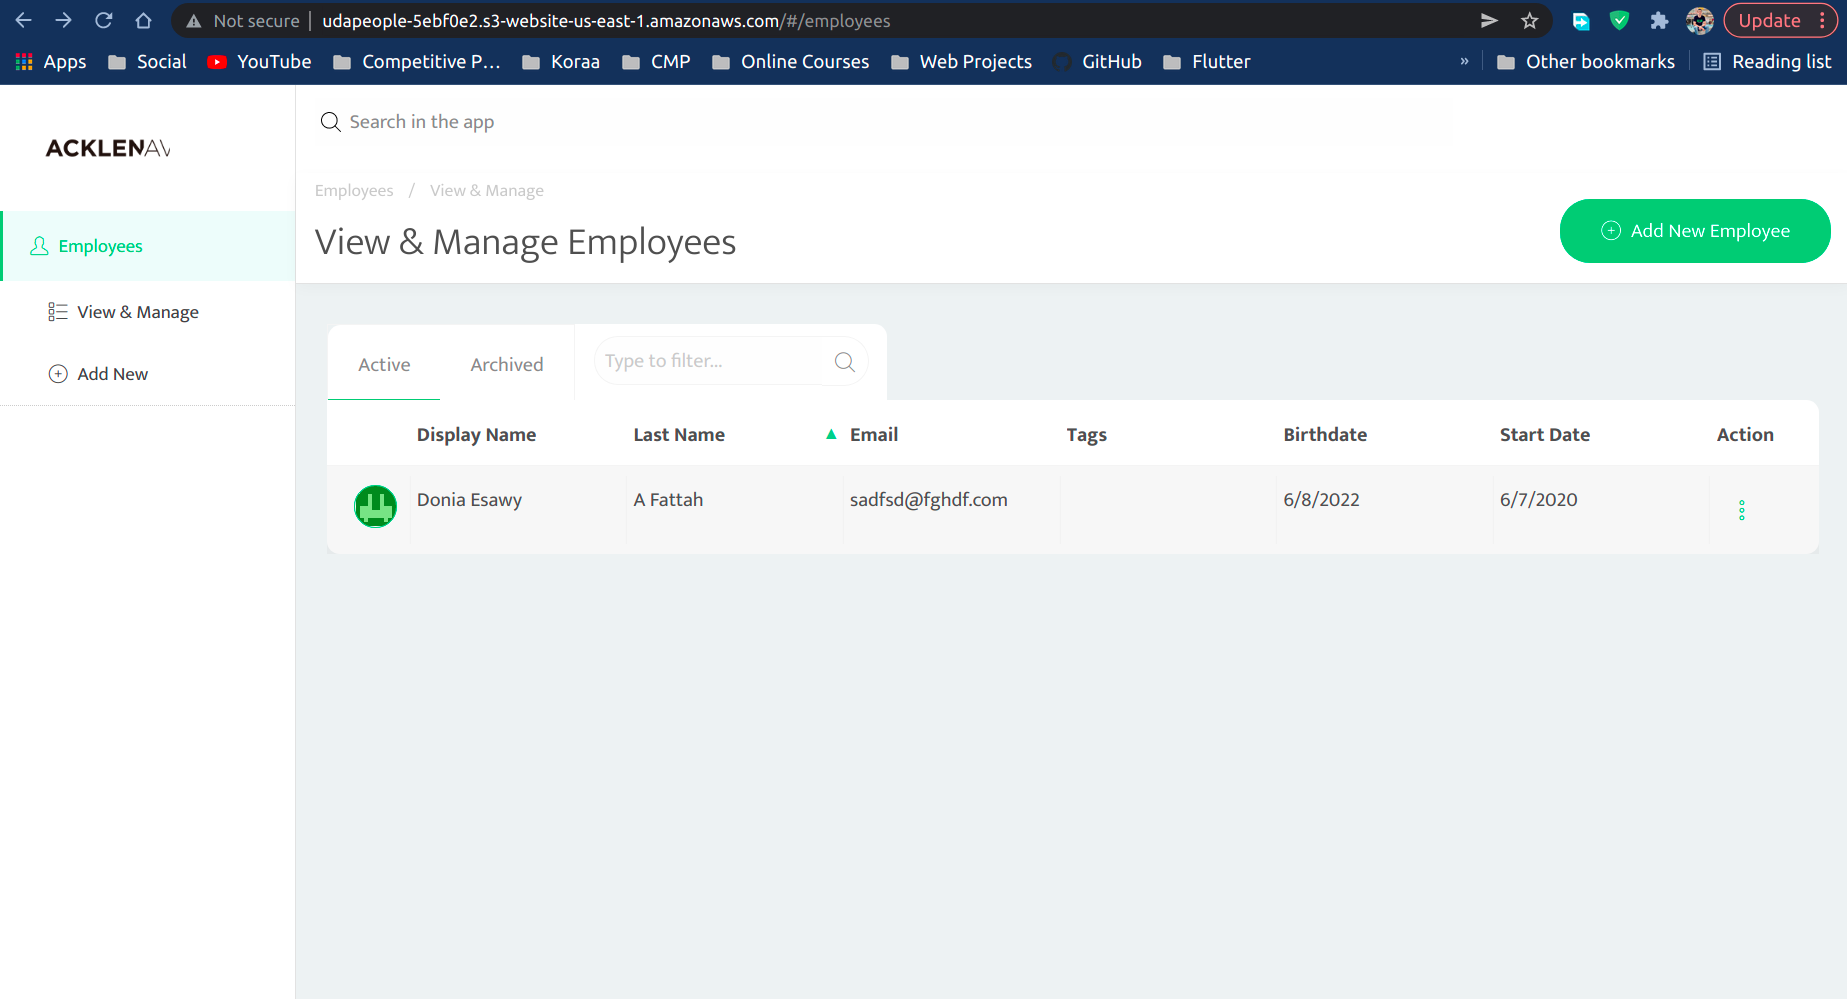 Not secure | udapeople-5ebf0e2.s3-website-us-east-1.amazonaws.com/#/employees Update
Apps Social YouTube Competitive P… Koraa CMP Online Courses Web Projects GitHub Flutter » Other bookmarks Reading list
ACKLENAV
Search in the app
Employees / View & Manage
View & Manage Employees
Add New Employee
Employees
View & Manage
Add New
Active Archived Type to filter...
Display Name Last Name ▲ Email Tags Birthdate Start Date Action
Donia Esawy A Fattah sadfsd@fghdf.com 6/8/2022 6/7/2020